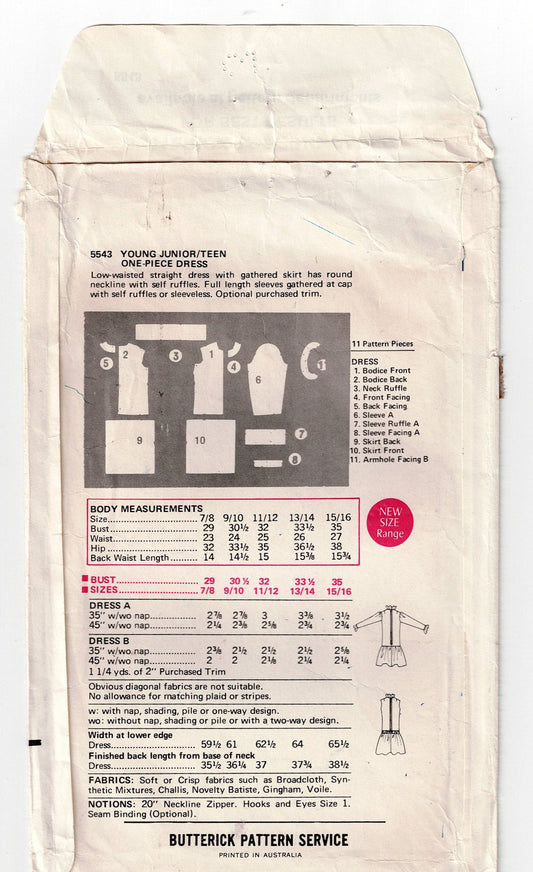 5543 YOUNG JUNIOR/TEEN
ONE-PIECE DRESS
Low-waisted straight dress with gathered skirt has round
neckline with self ruffles. Full length sleeves gathered at cap
with self ruffles or sleeveless. Optional purchased trim.
5 2 3 1 4 6 11
9 10 7
8
11 Pattern Pieces
DRESS
1. Bodice Front
2. Bodice Back
3. Neck Ruffle
4. Front Facing
5. Back Facing
6. Sleeve A
7. Sleeve Ruffle A
8. Sleeve Facing A
9. Skirt Back
10. Skirt Front
11. Armhole Facing B
BODY MEASUREMENTS
Size.............................. 7/8 9/10 11/12 13/14 15/16
Bust.............................. 29 30½ 32 33½ 35
Waist............................. 23 24 25 26 27
Hip............................... 32 33½ 35 36½ 38
Back Waist Length......... 14 14½ 15 15⅜ 15¾
NEW
SIZE
Range
■ BUST........................... 29 30 ½ 32 33 ½ 35
■ SIZES.......................... 7/8 9/10 11/12 13/14 15/16
DRESS A
35" w/wo nap............... 2⅞ 2⅞ 3 3⅜ 3½
45" w/wo nap............... 2¼ 2⅜ 2⅝ 2¾ 2¾
DRESS B
35" w/wo nap............... 2⅜ 2½ 2½ 2½ 2⅝
45" w/wo nap............... 2 2 2⅛ 2¼ 2¼
1 1/4 yds. of 2" Purchased Trim
Obvious diagonal fabrics are not suitable.
No allowance for matching plaid or stripes.
w: with nap, shading, pile or one-way design.
wo: without nap, shading or pile or with a two-way design.
Width at lower edge
Dress............................ 59½ 61 62½ 64 65½
Finished back length from base of neck
Dress............................ 35½ 36¼ 37 37¾ 38½
FABRICS: Soft or Crisp fabrics such as Broadcloth, Syn-
thetic Mixtures, Challis, Novelty Batiste, Gingham, Voile.
NOTIONS: 20" Neckline Zipper. Hooks and Eyes Size 1.
Seam Binding (Optional).
BUTTERICK PATTERN SERVICE
PRINTED IN AUSTRALIA